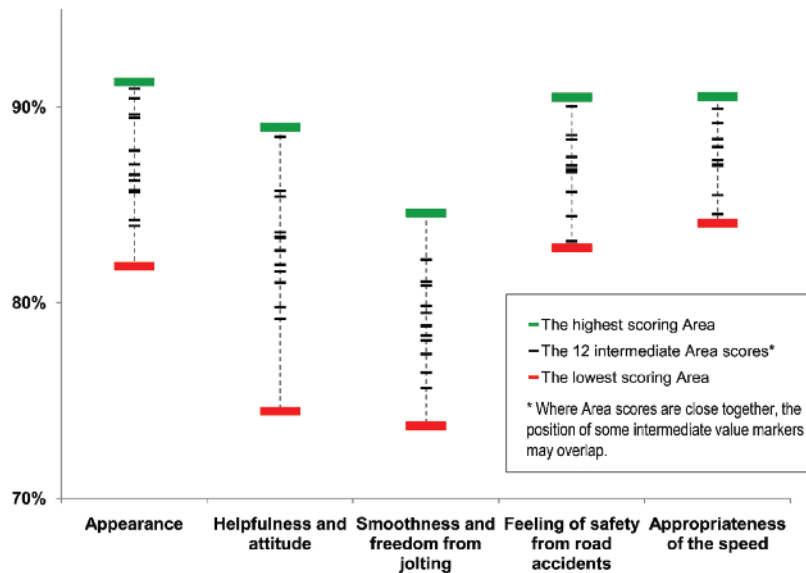 90%
80%
70%
The highest scoring Area
The 12 intermediate Area scores*
The lowest scoring Area
* Where Area scores are close together, the
position of some intermediate value markers
may overlap.
Appearance
Helpfulness and
attitude
Smoothness and
freedom from
jolting
Feeling of safety
from road
accidents
Appropriateness
of the speed